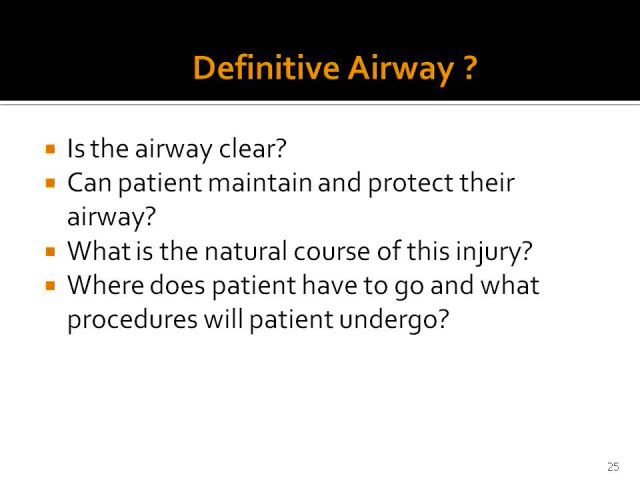 Definitive Airway ?
Is the airway clear?
Can patient maintain and protect their
airway?
What is the natural course of this injury?
Where does patient have to go and what
procedures will patient undergo?
25